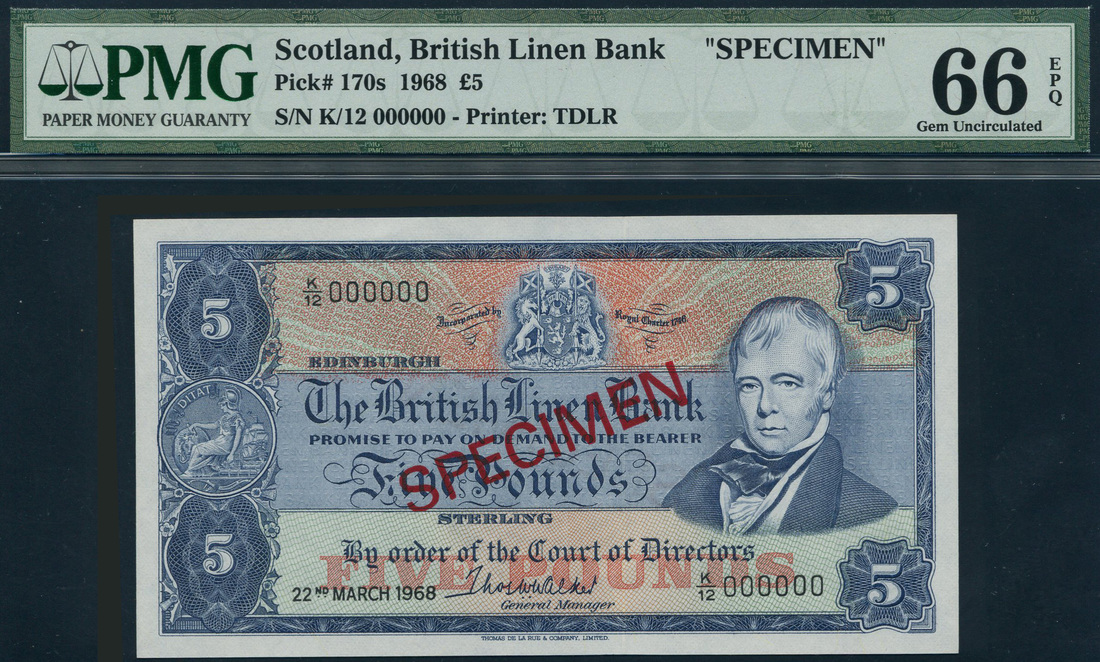 PMG
PAPER MONEY GUARANTY
Scotland, British Linen Bank "SPECIMEN"
Pick# 170s 1968 £5
S/N K/12 000000 - Printer: TDLR
66
EPQ
Gem Uncirculated
5
5
K/12 000000
Incorporated by
Royal Charter 1746
EDINBURGH
The British Linen Bank
PROMISE TO PAY ON DEMAND TO THE BEARER
Five Pounds
SPECIMEN
STERLING
By order of the Court of Directors
FIVE POUNDS
5
5
22ND MARCH 1968
Thos W Walker
K/12 000000
General Manager
THOMAS DE LA RUE & COMPANY, LIMITED.